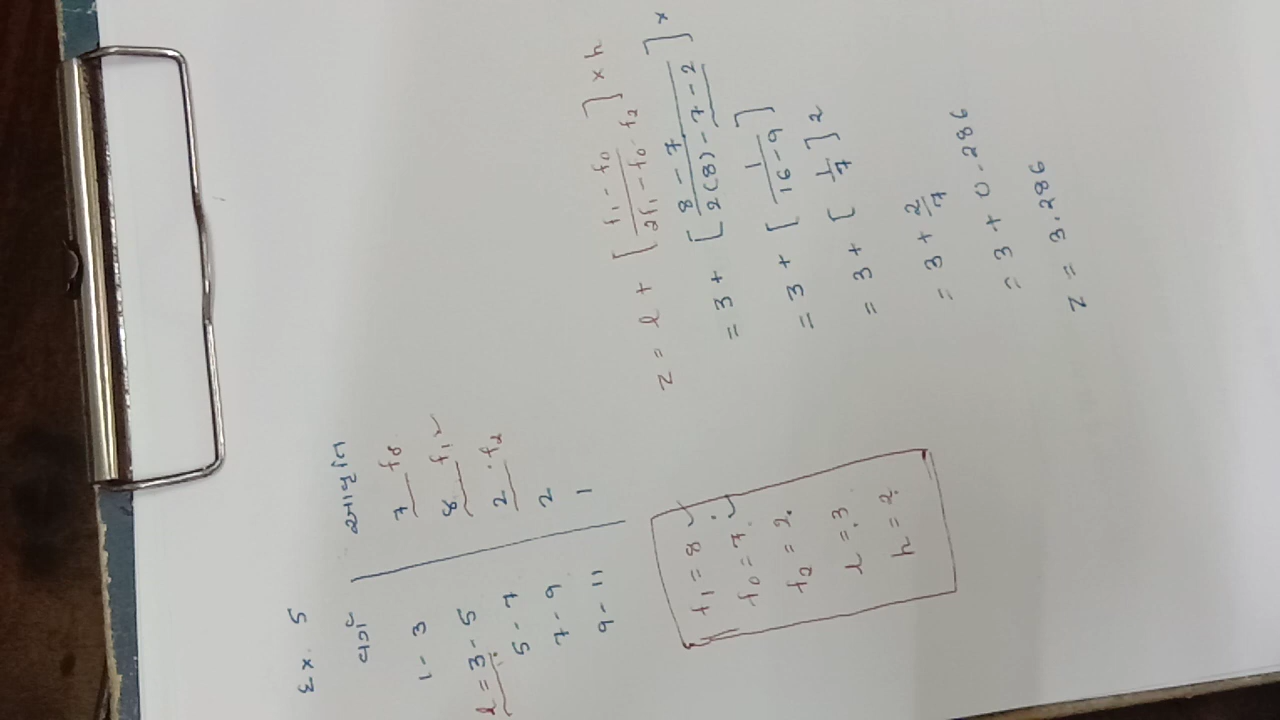 Ex. 5
વર્ગ આવૃત્તિ
1 - 3 7 f0
l = 3 - 5 8 f1
5 - 7 2 f2
7 - 9 2
9 - 11 1
f1 = 8
f0 = 7
f2 = 2
l = 3
h = 2
Z = l + [ f1 - f0 / 2f1 - f0 - f2 ] × h
= 3 + [ 8 - 7 / 2(8) - 7 - 2 ] ×
= 3 + [ 1 / 16 - 9 ]
= 3 + [ 1 / 7 ] 2
= 3 + 2/7
= 3 + 0.286
Z = 3.286